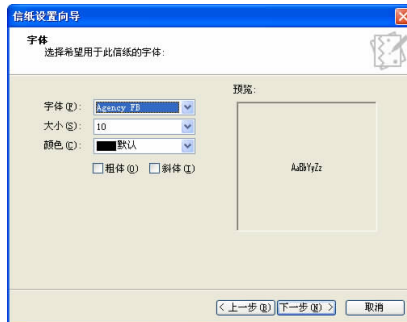 信纸设置向导
字体
选择希望用于此信纸的字体:
预览:
字体(F):
Agency FB
大小(S):
10
颜色(C):
默认
粗体(O) 斜体(I)
AaBbYyZz
< 上一步(B) 下一步(N) > 取消